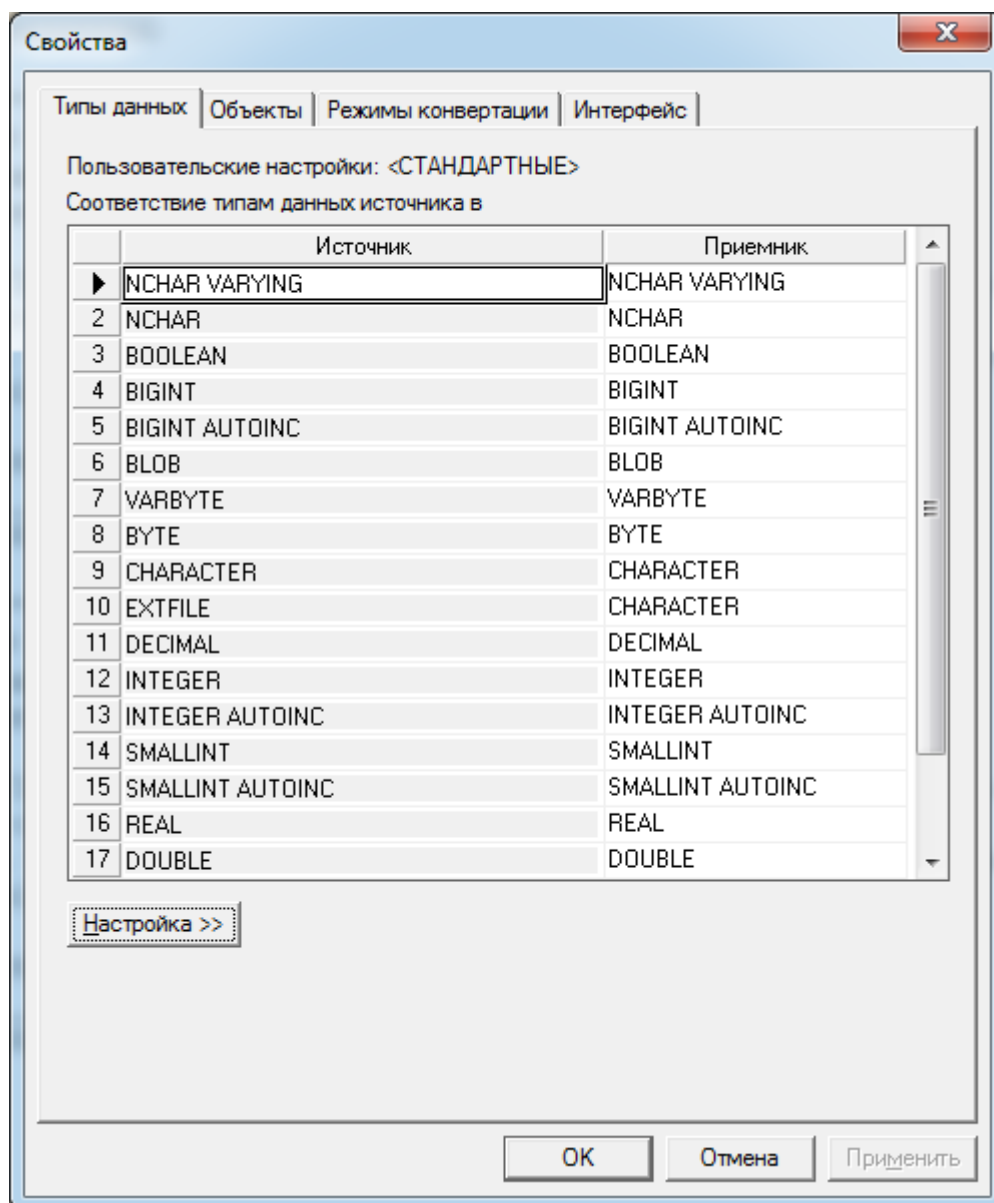 Свойства
Типы данных Объекты Режимы конвертации Интерфейс
Пользовательские настройки: <СТАНДАРТНЫЕ>
Соответствие типам данных источника в
Источник Приемник
NCHAR VARYING NCHAR VARYING
2 NCHAR NCHAR
3 BOOLEAN BOOLEAN
4 BIGINT BIGINT
5 BIGINT AUTOINC BIGINT AUTOINC
6 BLOB BLOB
7 VARBYTE VARBYTE
8 BYTE BYTE
9 CHARACTER CHARACTER
10 EXTFILE CHARACTER
11 DECIMAL DECIMAL
12 INTEGER INTEGER
13 INTEGER AUTOINC INTEGER AUTOINC
14 SMALLINT SMALLINT
15 SMALLINT AUTOINC SMALLINT AUTOINC
16 REAL REAL
17 DOUBLE DOUBLE
Настройка >>
OK Отмена Применить